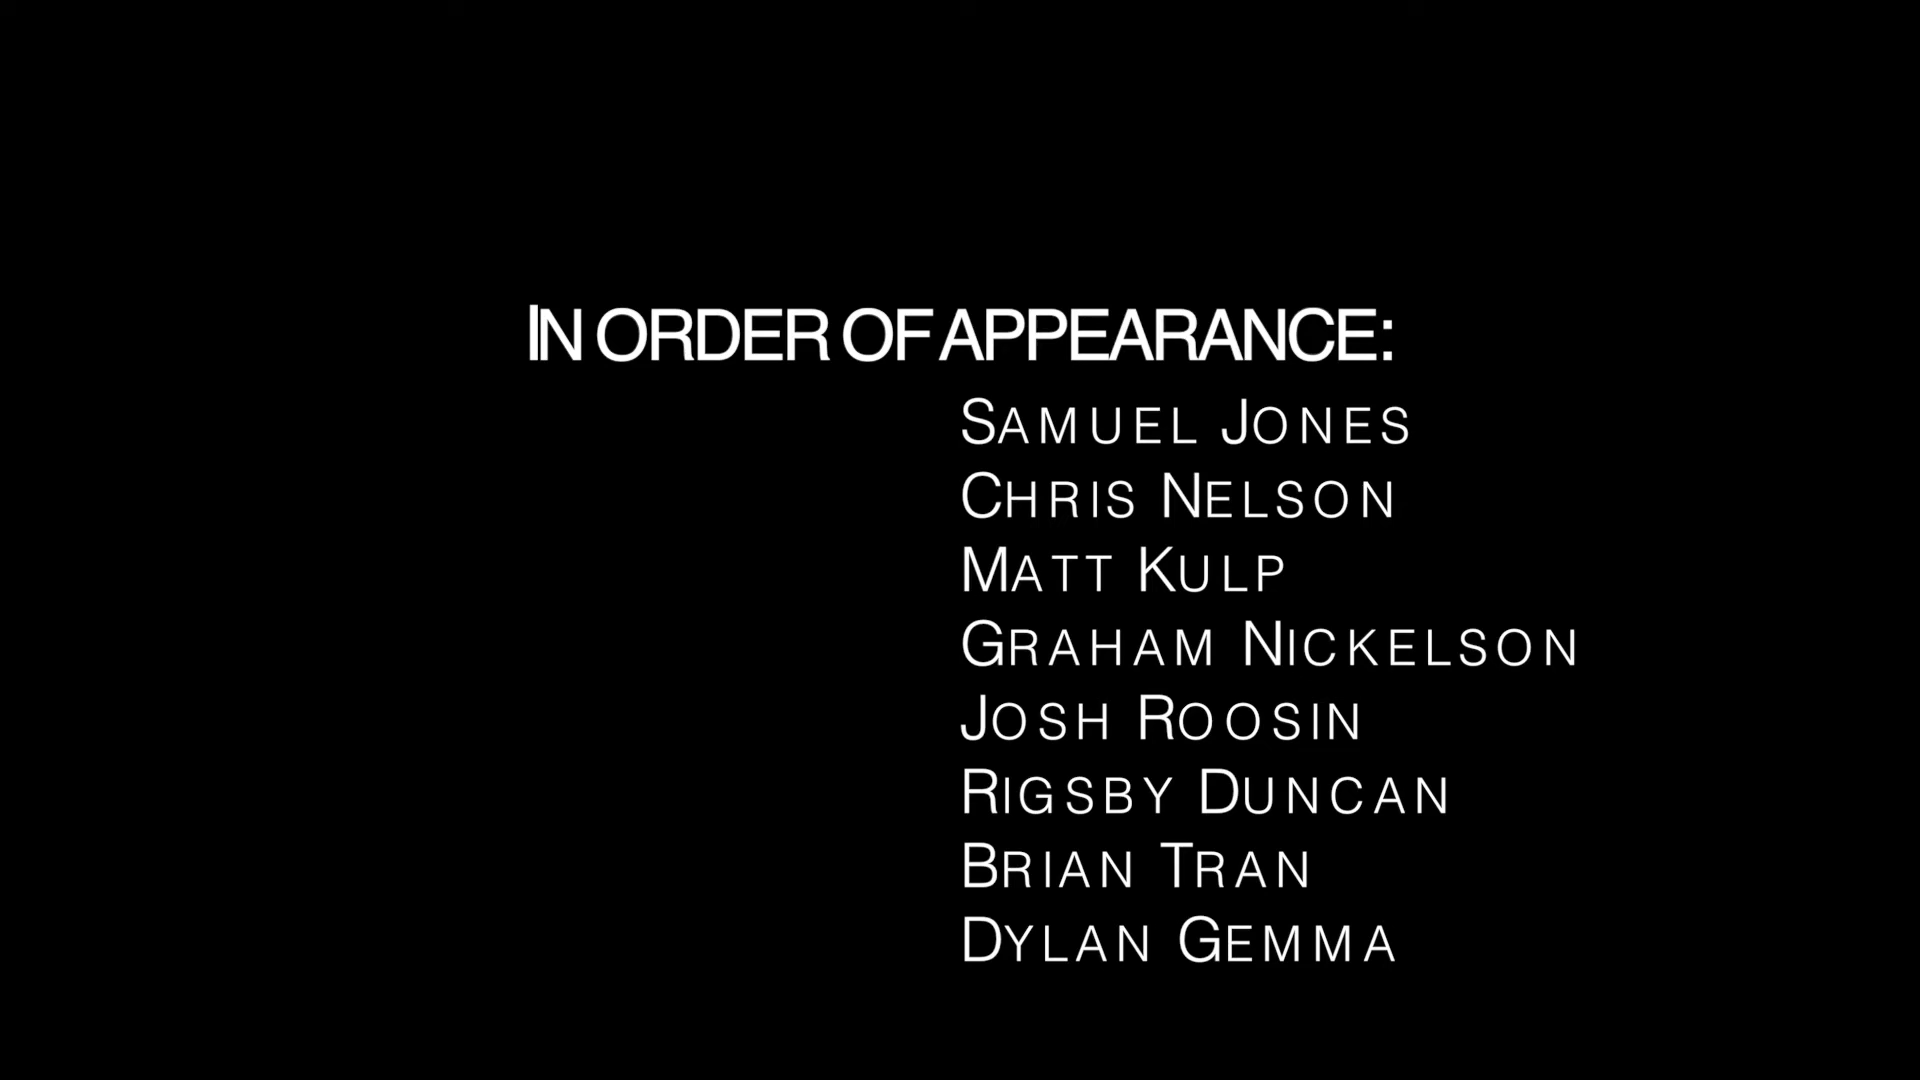 IN ORDER OF APPEARANCE:
SAMUEL JONES
CHRIS NELSON
MATT KULP
GRAHAM NICKELSON
JOSH ROOSIN
RIGSBY DUNCAN
BRIAN TRAN
DYLAN GEMMA